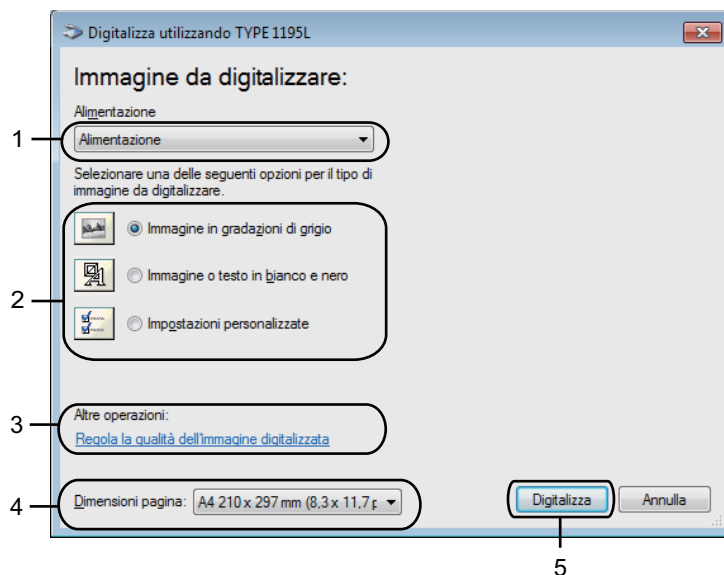 Digitalizza utilizzando TYPE 1195L
Immagine da digitalizzare:
Alimentazione
1
Alimentazione
Selezionare una delle seguenti opzioni per il tipo di
immagine da digitalizzare.
Immagine in gradazioni di grigio
2
Immagine o testo in bianco e nero
Impostazioni personalizzate
3
Altre operazioni:
Regola la qualità dell'immagine digitalizzata
4
Dimensioni pagina: A4 210 x 297 mm (8,3 x 11,7 p
Digitalizza
Annulla
5